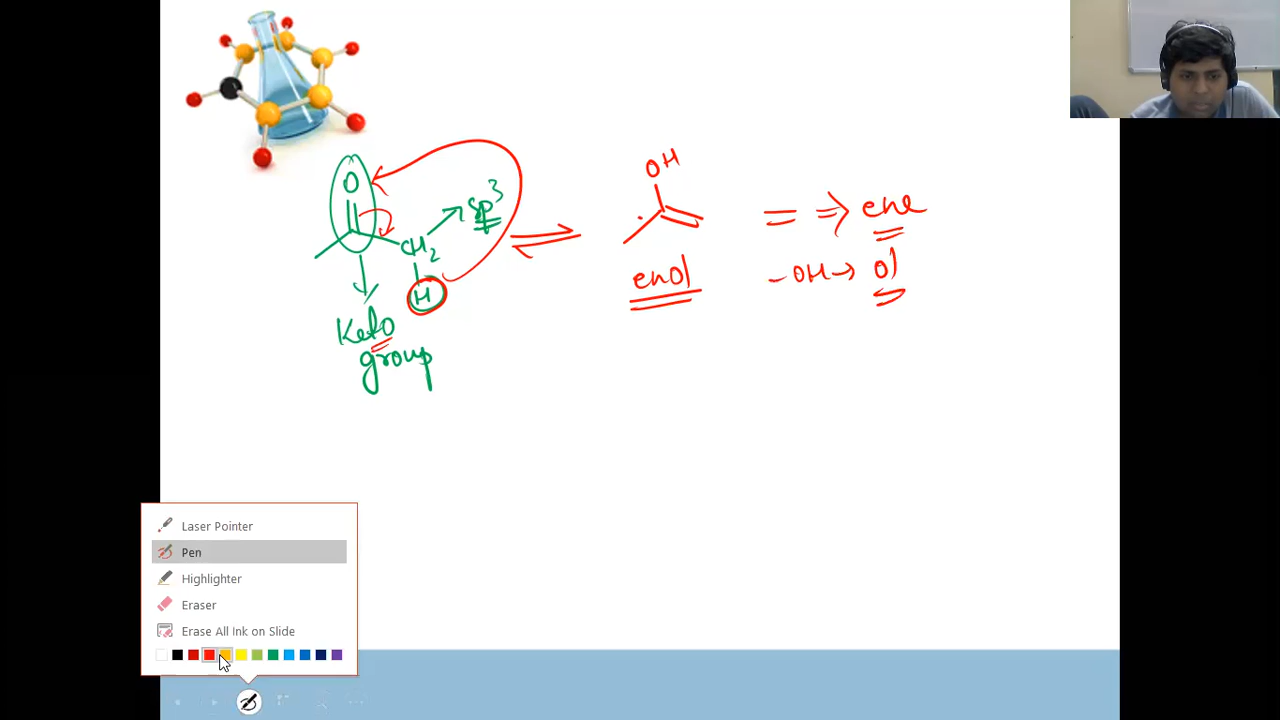 OH
O
sp3
= ⇒ ene
CH2
enol
-OH → ol
H
Keto
group
Laser Pointer
Pen
Highlighter
Eraser
Erase All Ink on Slide